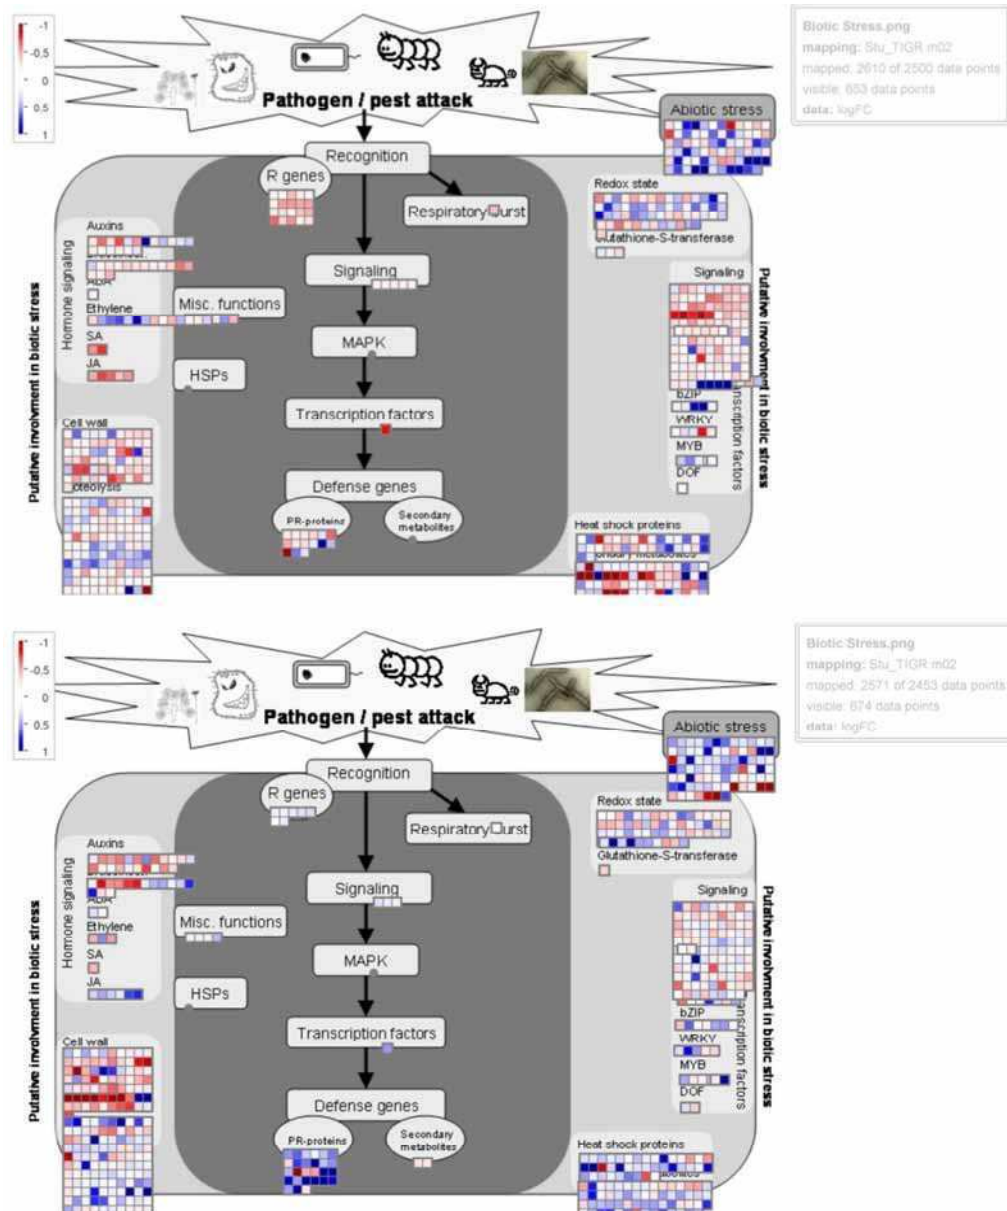 -1
-0.5
0
0.5
1
Biotic Stress.png
mapping: Stu_TIGR m02
mapped: 2610 of 2500 data points
visible: 653 data points
data: logFC
Pathogen / pest attack
Abiotic stress
Recognition
R genes
Respiratory urst
Redox state
Glutathione-S-transferase
Auxins
ABA
Ethylene
SA
JA
Hormone signaling
Putative involvment in biotic stress
Signaling
Misc. functions
MAPK
HSPs
Transcription factors
Defense genes
PR-proteins
Secondary metabolites
Signaling
bZIP
WRKY
MYB
DOF
transcription factors
Putative involvment in biotic stress
Cell wall
Proteolysis
Heat shock proteins
-1
-0.5
0
0.5
1
Biotic Stress.png
mapping: Stu_TIGR m02
mapped: 2571 of 2453 data points
visible: 674 data points
data: logFC
Pathogen / pest attack
Abiotic stress
Recognition
R genes
Respiratory urst
Redox state
Glutathione-S-transferase
Auxins
ABA
Ethylene
SA
JA
Hormone signaling
Putative involvment in biotic stress
Signaling
Misc. functions
MAPK
HSPs
Transcription factors
Defense genes
PR-proteins
Secondary metabolites
Signaling
bZIP
WRKY
MYB
DOF
transcription factors
Putative involvment in biotic stress
Cell wall
Heat shock proteins